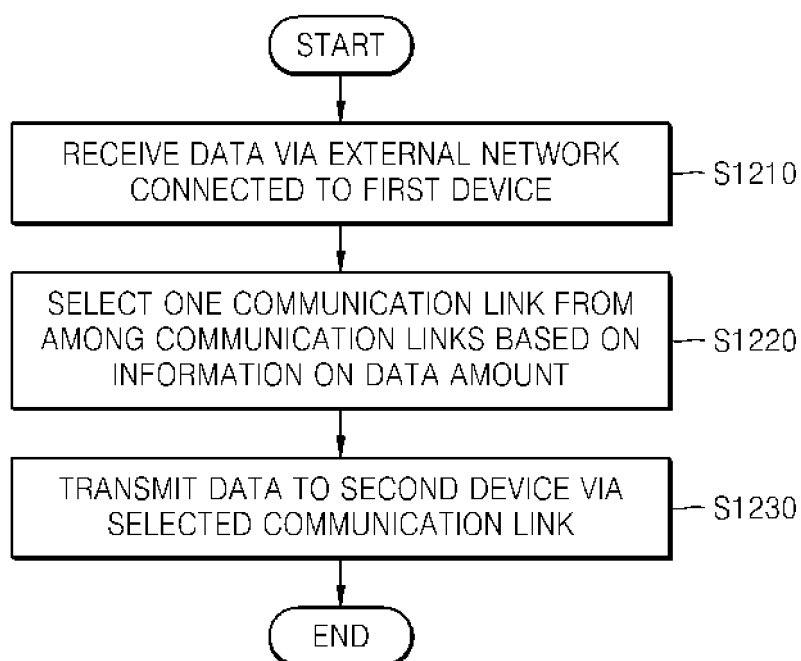 START
RECEIVE DATA VIA EXTERNAL NETWORK
CONNECTED TO FIRST DEVICE
S1210
SELECT ONE COMMUNICATION LINK FROM
AMONG COMMUNICATION LINKS BASED ON
INFORMATION ON DATA AMOUNT
S1220
TRANSMIT DATA TO SECOND DEVICE VIA
SELECTED COMMUNICATION LINK
S1230
END